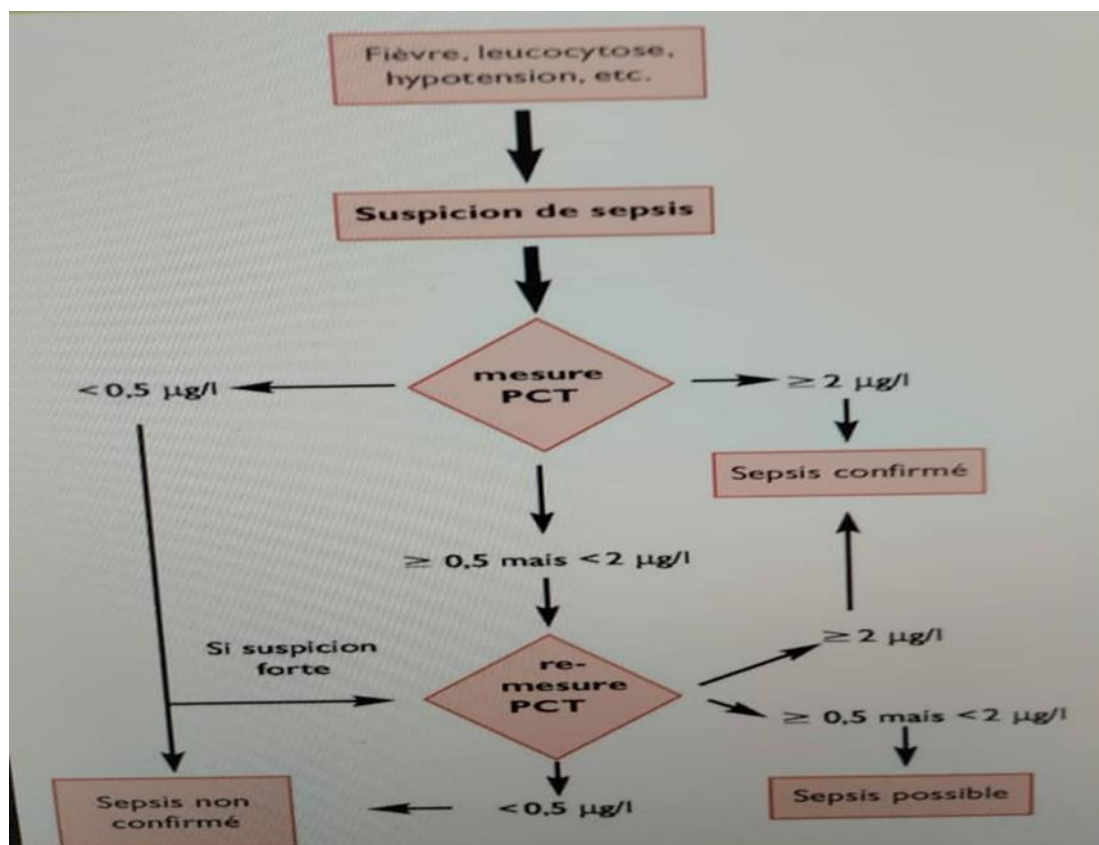 Fièvre, leucocytose,
hypotension, etc.
Suspicion de sepsis
mesure
PCT
< 0,5 µg/l
≥ 2 µg/l
Sepsis confirmé
≥ 0,5 mais <2 µg/l
Si suspicion
forte
re-
mesure
PCT
≥ 2 µg/l
≥ 0,5 mais <2 µg/l
Sepsis non
confirmé
<0,5 µg/l
Sepsis possible